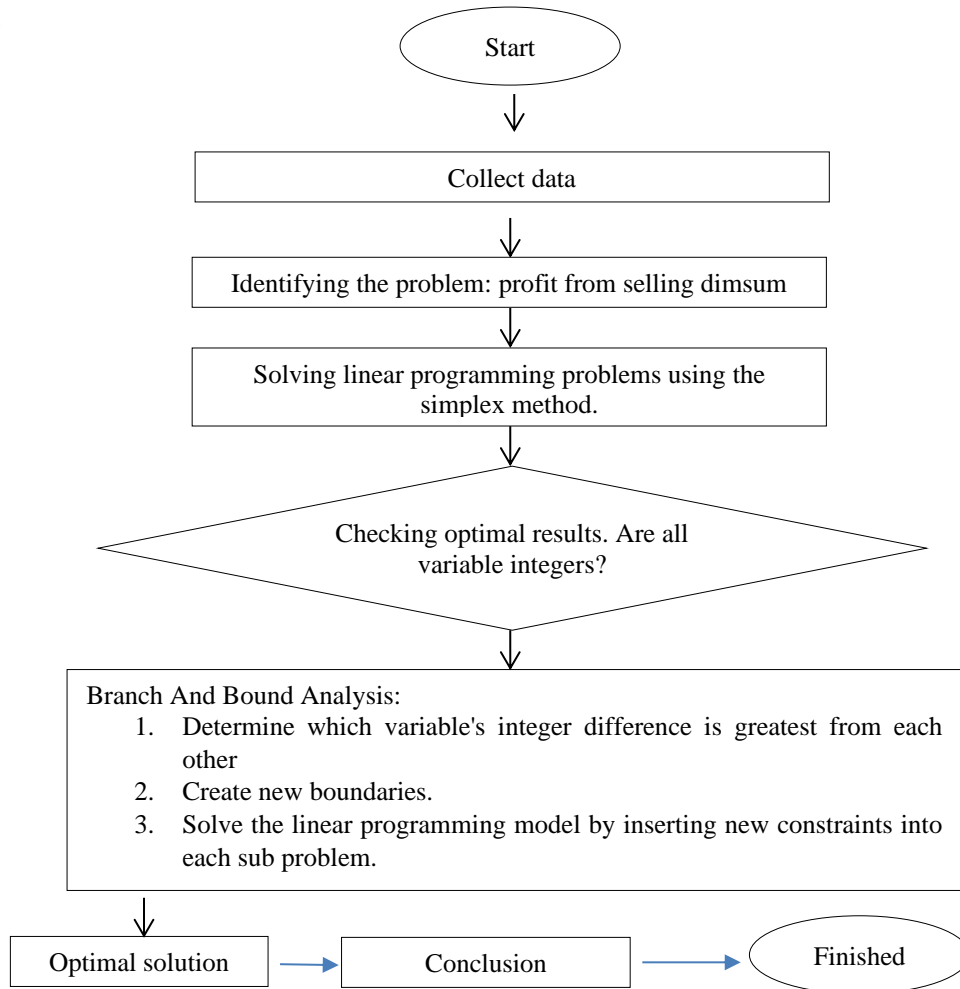 Start
Collect data
Identifying the problem: profit from selling dimsum
Solving linear programming problems using the
simplex method.
Checking optimal results. Are all
variable integers?
Branch And Bound Analysis:
1. Determine which variable's integer difference is greatest from each
other
2. Create new boundaries.
3. Solve the linear programming model by inserting new constraints into
each sub problem.
Optimal solution
Conclusion
Finished